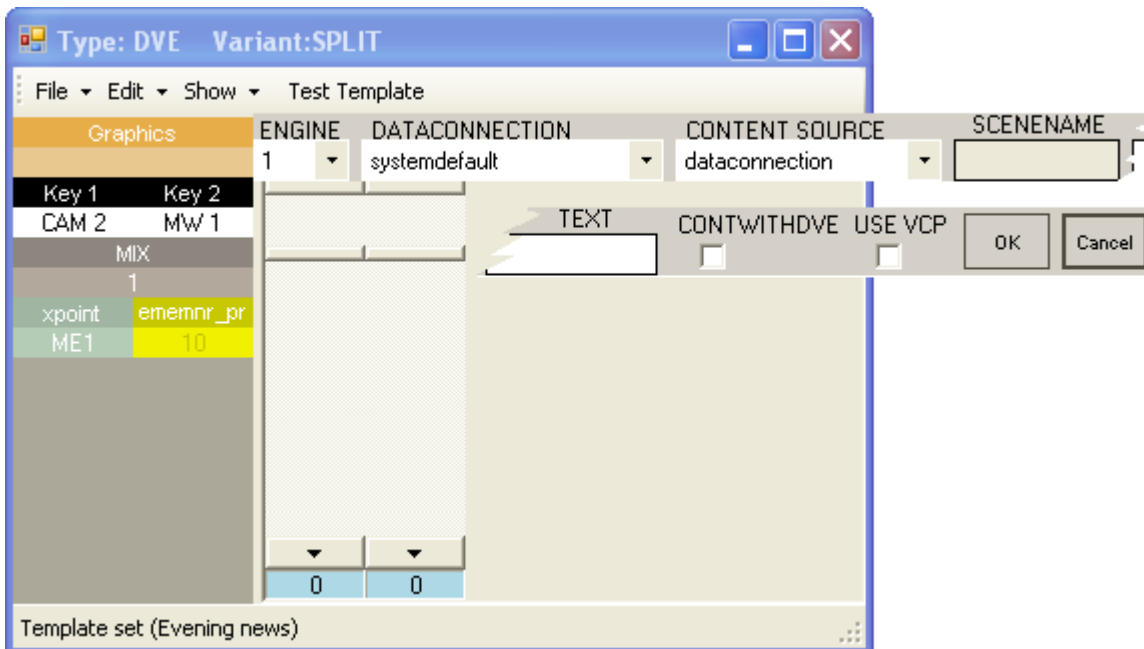 Type: DVE Variant:SPLIT
File Edit Show Test Template
Graphics
ENGINE DATACONNECTION CONTENT SOURCE SCENENAME
1 systemdefault dataconnection
Key 1 Key 2
CAM 2 MW 1
TEXT CONTWITHDVE USE VCP OK Cancel
MIX
1
xpoint ememnr_pr
ME1 10
0 0
Template set (Evening news)